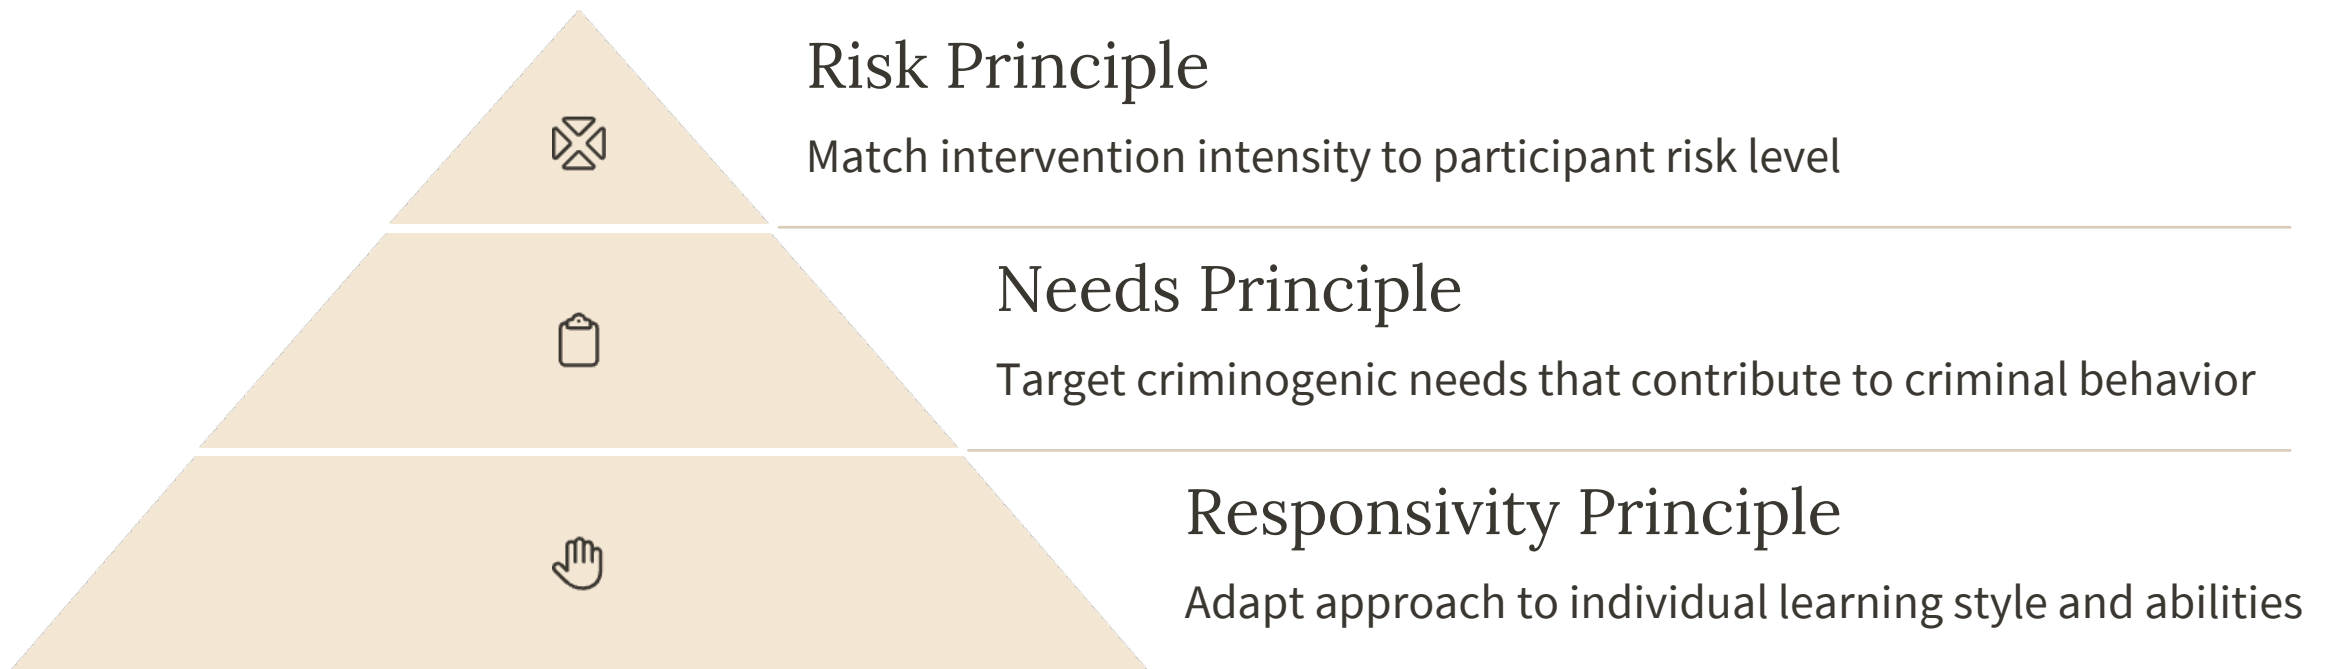 Risk Principle
Match intervention intensity to participant risk level
Needs Principle
Target criminogenic needs that contribute to criminal behavior
Responsivity Principle
Adapt approach to individual learning style and abilities